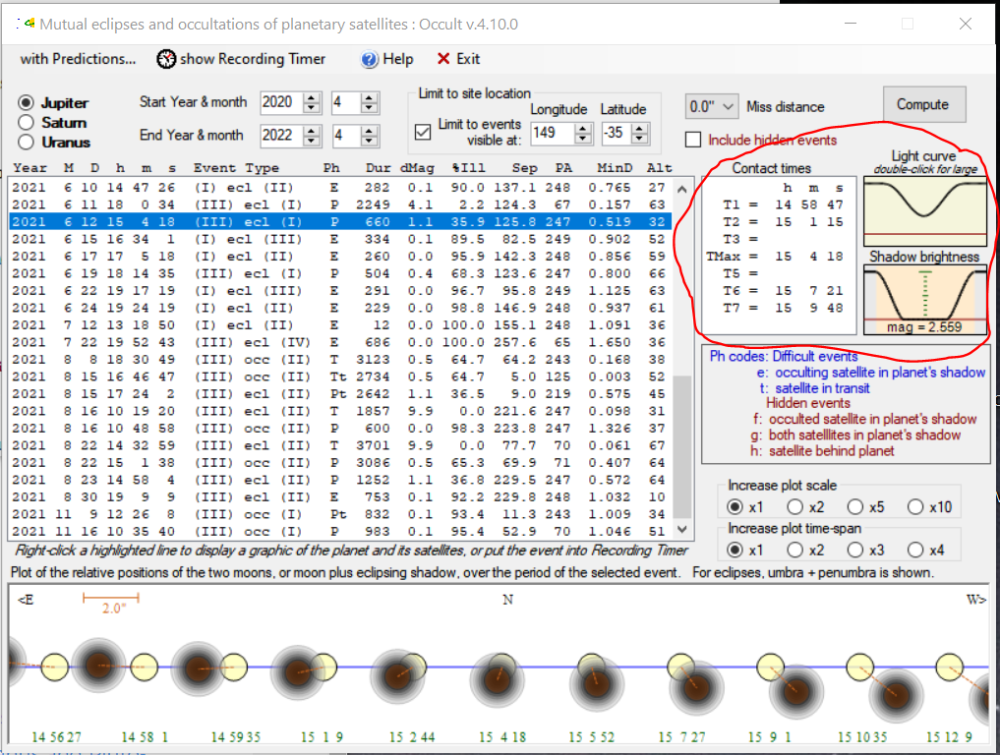 Mutual eclipses and occultations of planetary satellites : Occult v.4.10.0
with Predictions... show Recording Timer Help Exit
Jupiter
Saturn
Uranus
Start Year & month 2020 4
End Year & month 2022 4
Limit to site location
Longitude Latitude
Limit to events visible at: 149 -35
0.0" Miss distance
Compute
Include hidden events
Year M D h m s Event Type Ph Dur dMag %Ill Sep PA MinD Alt
2021 6 10 14 47 26 (I) ecl (II) E 282 0.1 90.0 137.1 248 0.765 27
2021 6 11 18 0 34 (II) ecl (I) P 2249 4.1 2.2 124.3 67 0.157 63
2021 6 12 15 4 18 (III) ecl (I) P 660 1.1 35.9 125.8 247 0.519 32
2021 6 15 16 34 1 (I) ecl (III) E 334 0.1 89.5 82.5 249 0.902 52
2021 6 17 17 5 18 (I) ecl (II) E 260 0.0 95.9 142.3 248 0.856 59
2021 6 19 18 14 35 (III) ecl (I) P 504 0.4 68.3 123.6 247 0.800 66
2021 6 22 19 17 19 (I) ecl (III) E 291 0.0 96.7 95.8 249 1.125 63
2021 6 24 19 24 19 (I) ecl (II) E 229 0.0 98.8 146.9 248 0.937 61
2021 7 12 13 18 50 (I) ecl (II) E 12 0.0 100.0 155.1 248 1.091 36
2021 7 22 19 52 43 (III) ecl (IV) E 686 0.0 100.0 257.6 65 1.650 36
2021 8 8 18 30 49 (III) occ (II) T 3123 0.5 64.7 64.2 243 0.168 38
2021 8 15 16 46 47 (III) occ (II) Tt 2734 0.5 64.7 5.0 125 0.003 52
2021 8 15 17 24 2 (III) ecl (II) Pt 2642 1.1 36.5 9.0 219 0.575 45
2021 8 16 10 19 20 (III) ecl (II) T 1857 9.9 0.0 221.6 247 0.098 31
2021 8 16 10 48 58 (III) occ (II) P 600 0.0 98.3 223.8 247 1.326 37
2021 8 22 14 32 59 (III) ecl (II) T 3701 9.9 0.0 77.7 70 0.061 67
2021 8 22 15 1 38 (III) occ (II) P 3086 0.5 65.3 69.9 71 0.407 64
2021 8 23 14 58 4 (III) ecl (II) P 1252 1.1 36.8 229.5 247 0.572 64
2021 8 30 19 9 9 (III) ecl (II) E 753 0.1 92.2 229.8 248 1.032 10
2021 11 9 12 26 8 (III) occ (I) Pt 832 0.1 93.4 11.3 243 1.009 34
2021 11 16 10 35 40 (III) occ (I) P 983 0.1 95.4 52.9 70 1.046 51
Contact times
h m s
T1 = 14 58 47
T2 = 15 1 15
T3 =
TMax = 15 4 18
T5 =
T6 = 15 7 21
T7 = 15 9 48
Light curve
double-click for large
Shadow brightness
mag = 2.559
Ph codes: Difficult events
e: occulting satellite in planet's shadow
t: satellite in transit
Hidden events
f: occulted satellite in planet's shadow
g: both satelllites in planet's shadow
h: satellite behind planet
Increase plot scale
x1 x2 x5 x10
Increase plot time-span
x1 x2 x3 x4
Right-click a highlighted line to display a graphic of the planet and its satellites, or put the event into Recording Timer
Plot of the relative positions of the two moons, or moon plus eclipsing shadow, over the period of the selected event. For eclipses, umbra + penumbra is shown.
<E N W>
2.0"
14 56 27 14 58 1 14 59 35 15 1 9 15 2 44 15 4 18 15 5 52 15 7 27 15 9 1 15 10 35 15 12 9